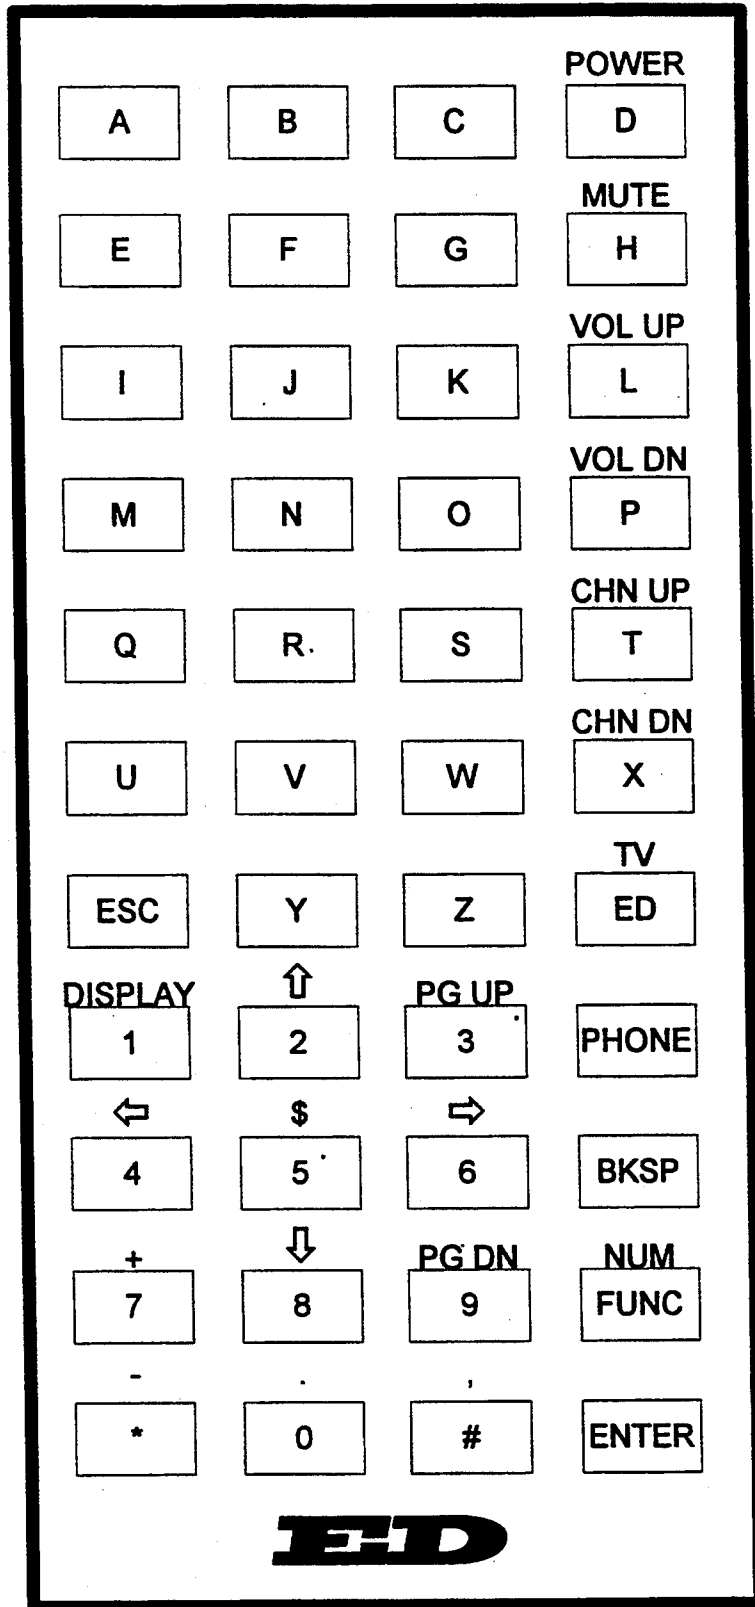 POWER
A B C D
MUTE
E F G H
VOL UP
I J K L
VOL DN
M N O P
CHN UP
Q R S T
CHN DN
U V W X
TV
ESC Y Z ED
DISPLAY ⇧ PG UP
1 2 3 PHONE
⇦ $ ⇨
4 5 6 BKSP
+ ⇩ PG DN NUM
7 8 9 FUNC
- . ,
* 0 # ENTER
ED